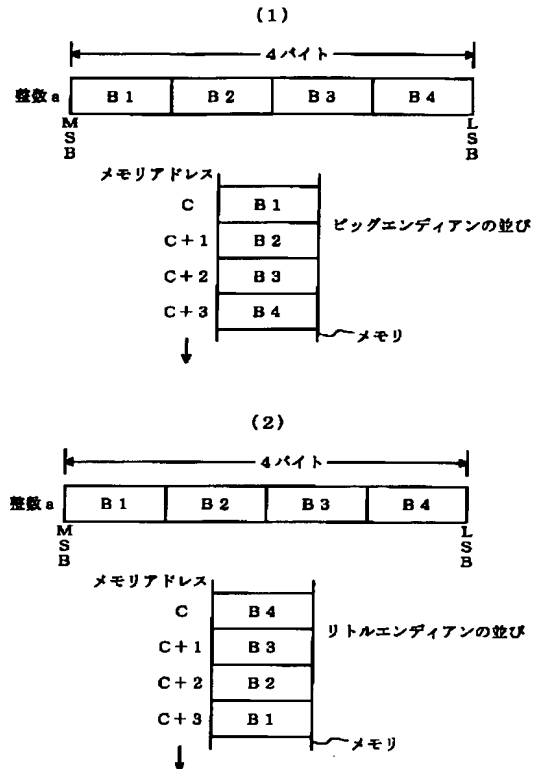 (1)
4バイト
整数a B1 B2 B3 B4
MSB LSB
メモリアドレス
C B1
C+1 B2
C+2 B3
C+3 B4
ビッグエンディアンの並び
メモリ
(2)
4バイト
整数a B1 B2 B3 B4
MSB LSB
メモリアドレス
C B4
C+1 B3
C+2 B2
C+3 B1
リトルエンディアンの並び
メモリ